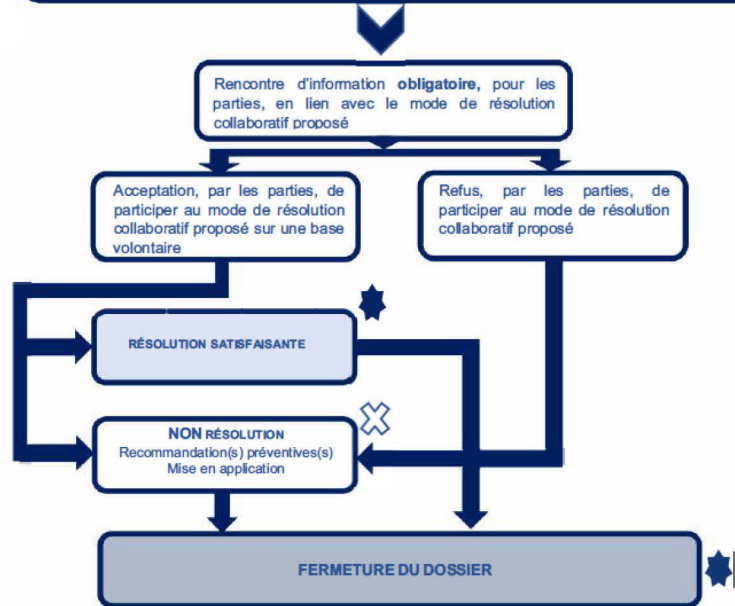 Rencontre d'information obligatoire, pour les
parties, en lien avec le mode de résolution
collaboratif proposé
Acceptation, par les parties, de
participer au mode de résolution
collaboratif proposé sur une base
volontaire
Refus, par les parties, de
participer au mode de résolution
collaboratif proposé
RÉSOLUTION SATISFAISANTE
NON RÉSOLUTION
Recommandation(s) préventives(s)
Mise en application
FERMETURE DU DOSSIER